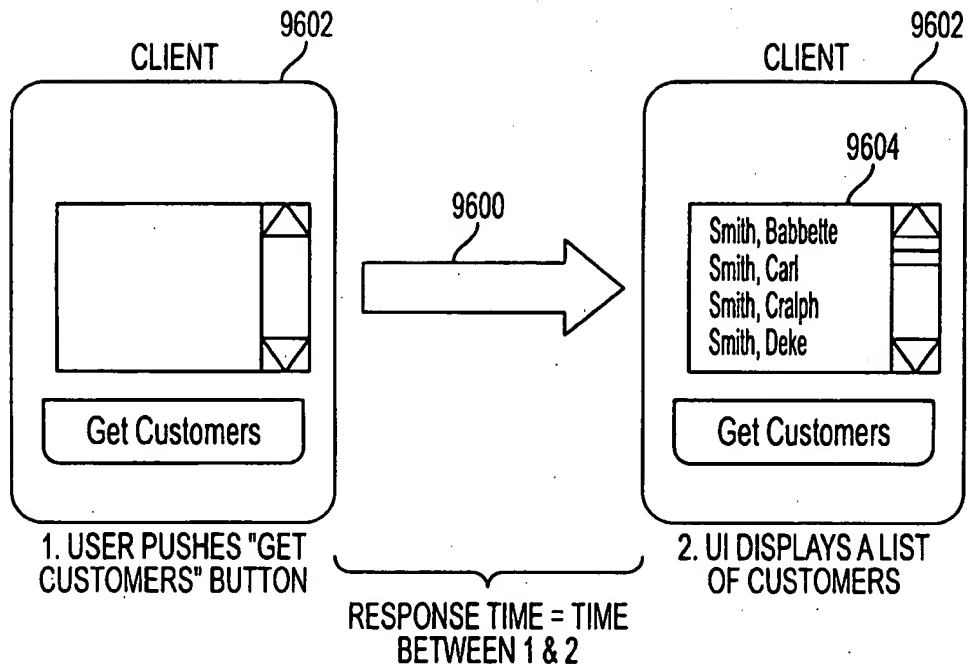 9602
CLIENT
Get Customers
1. USER PUSHES "GET
CUSTOMERS" BUTTON
9600
RESPONSE TIME = TIME
BETWEEN 1 & 2
9602
CLIENT
9604
Smith, Babbette
Smith, Carl
Smith, Cralph
Smith, Deke
Get Customers
2. UI DISPLAYS A LIST
OF CUSTOMERS